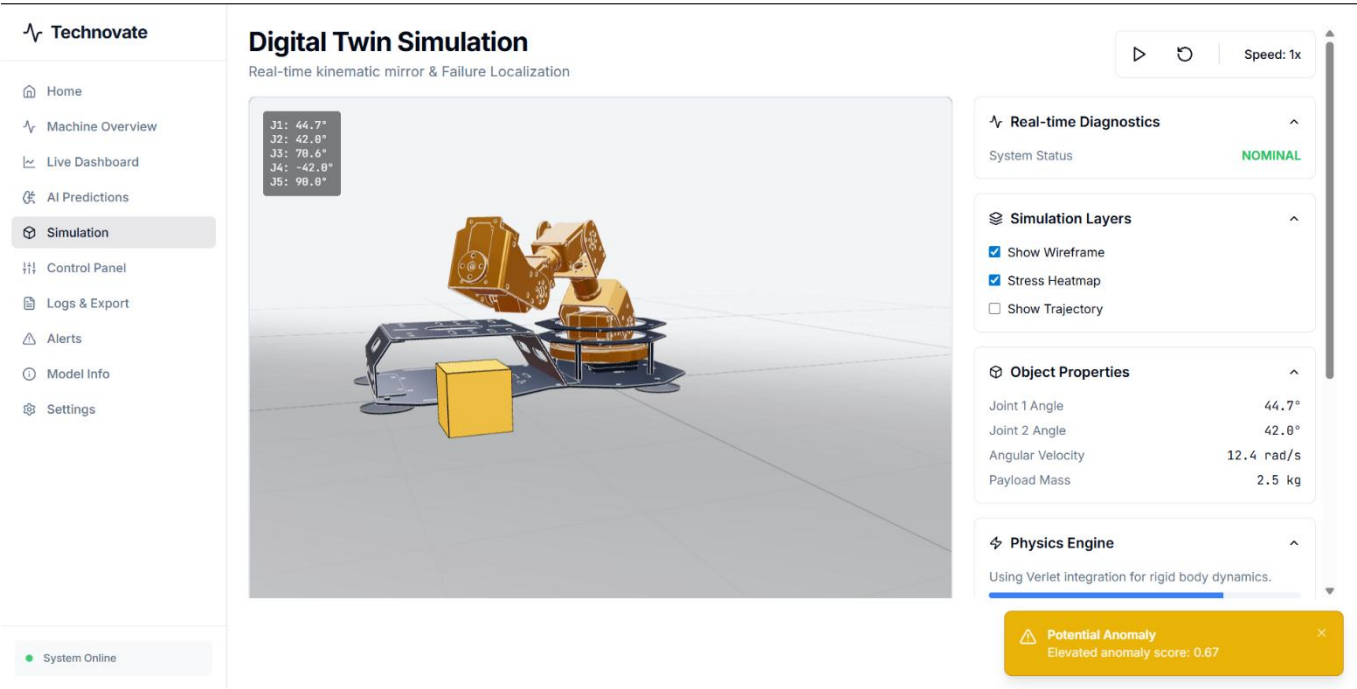 Technovate
Home
Machine Overview
Live Dashboard
AI Predictions
Simulation
Control Panel
Logs & Export
Alerts
Model Info
Settings
System Online
Digital Twin Simulation
Real-time kinematic mirror & Failure Localization
Speed: 1x
J1: 44.7°
J2: 42.0°
J3: 70.6°
J4: -42.0°
J5: 90.0°
Real-time Diagnostics
System Status NOMINAL
Simulation Layers
Show Wireframe
Stress Heatmap
Show Trajectory
Object Properties
Joint 1 Angle 44.7°
Joint 2 Angle 42.0°
Angular Velocity 12.4 rad/s
Payload Mass 2.5 kg
Physics Engine
Using Verlet integration for rigid body dynamics.
Potential Anomaly
Elevated anomaly score: 0.67